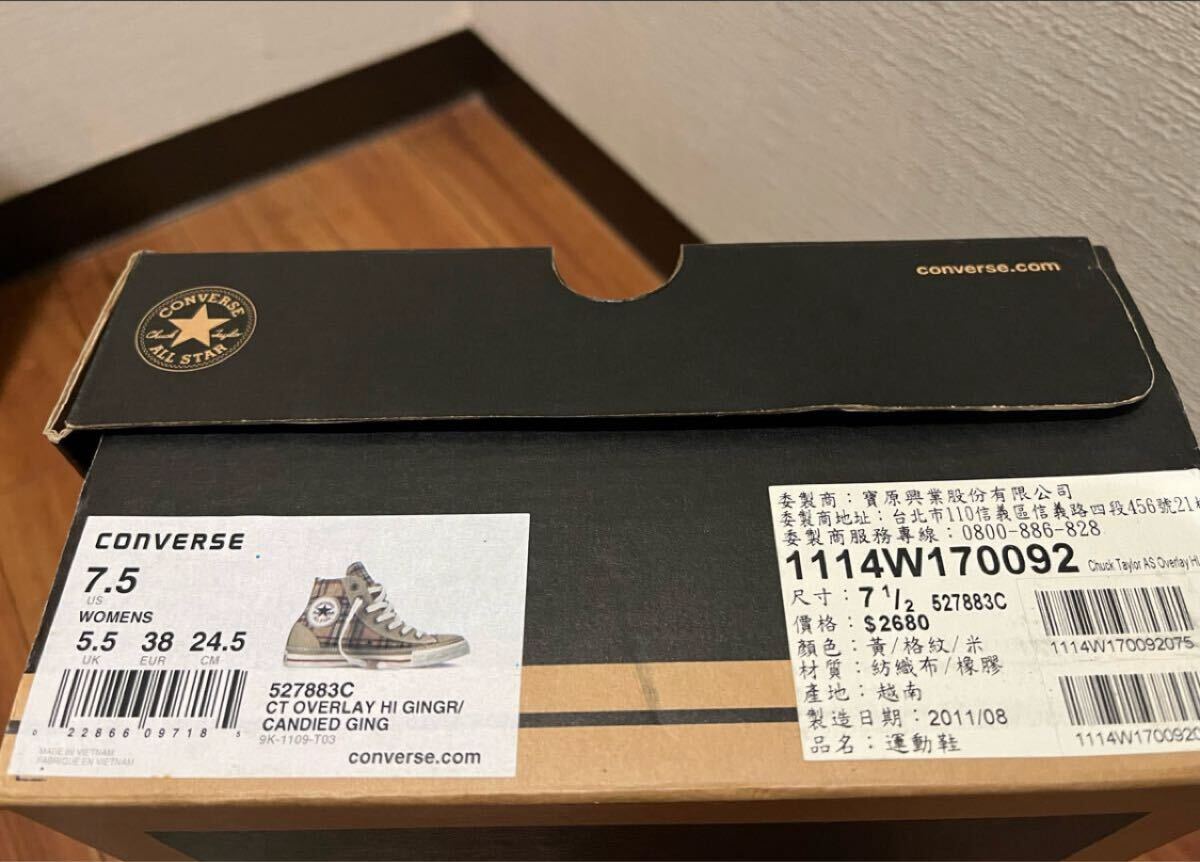 CONVERSE
Chuck Taylor
ALL STAR
converse.com
CONVERSE
7.5
US
WOMENS
5.5 38 24.5
UK EUR CM
0 22866 09718 5
MADE IN VIETNAM
FABRIQUE EN VIETNAM
527883C
CT OVERLAY HI GINGR/
CANDIED GING
9K-1109-T03
converse.com
委製商：寶原興業股份有限公司
委製商地址：台北市110信義區信義路四段456號21
委製商服務專線：0800-886-828
1114W170092 Chuck Taylor AS Overlay
尺寸：7 1/2 527883C
價格：$2680
顏色：黃/格紋/米
材質：紡織布/橡膠
產地：越南
製造日期：2011/08
品名：運動鞋
1114W170092075
1114W1700920